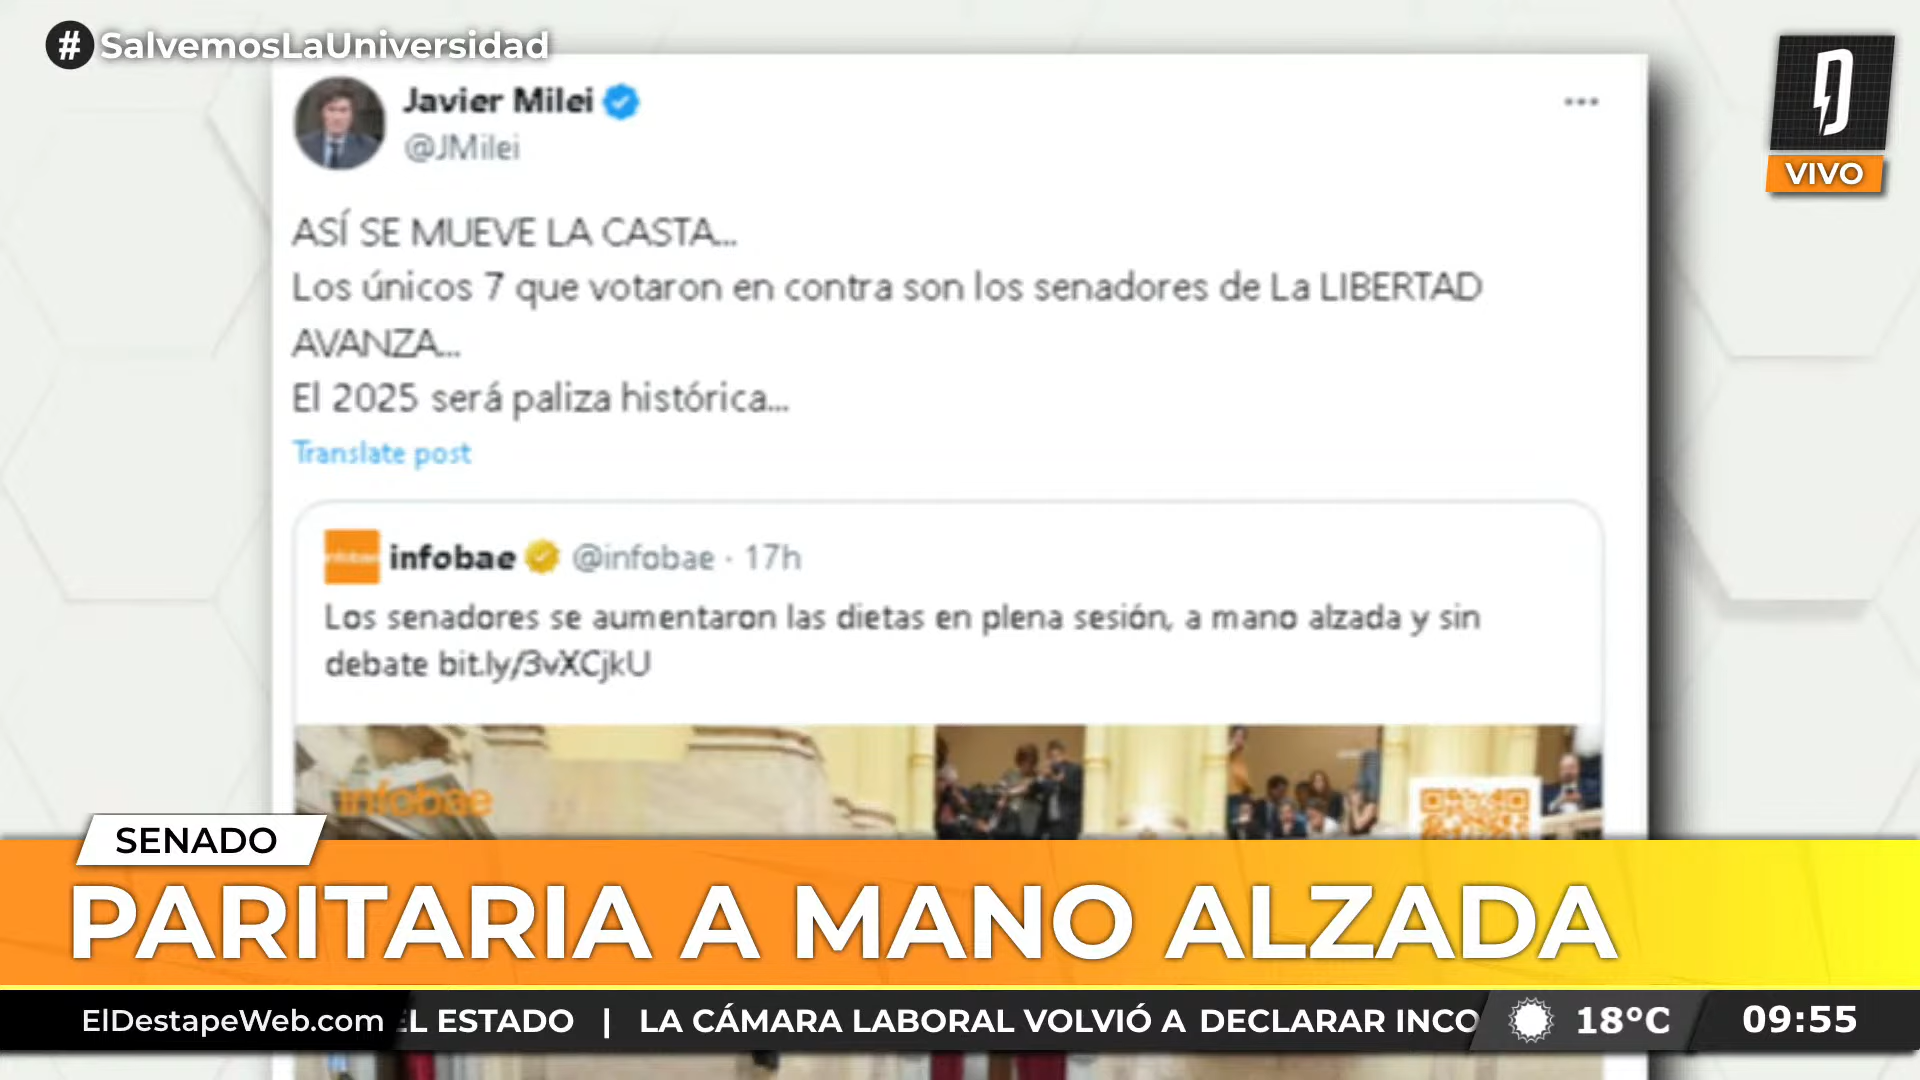 # SalvemosLaUniversidad
Javier Milei
@JMilei
VIVO
ASÍ SE MUEVE LA CASTA...
Los únicos 7 que votaron en contra son los senadores de La LIBERTAD
AVANZA...
El 2025 será paliza histórica...
Translate post
infobae @infobae · 17h
Los senadores se aumentaron las dietas en plena sesión, a mano alzada y sin
debate bit.ly/3vXCjkU
infobae
SENADO
PARITARIA A MANO ALZADA
ElDestapeWeb.com EL ESTADO | LA CÁMARA LABORAL VOLVIÓ A DECLARAR INCO 18°C 09:55